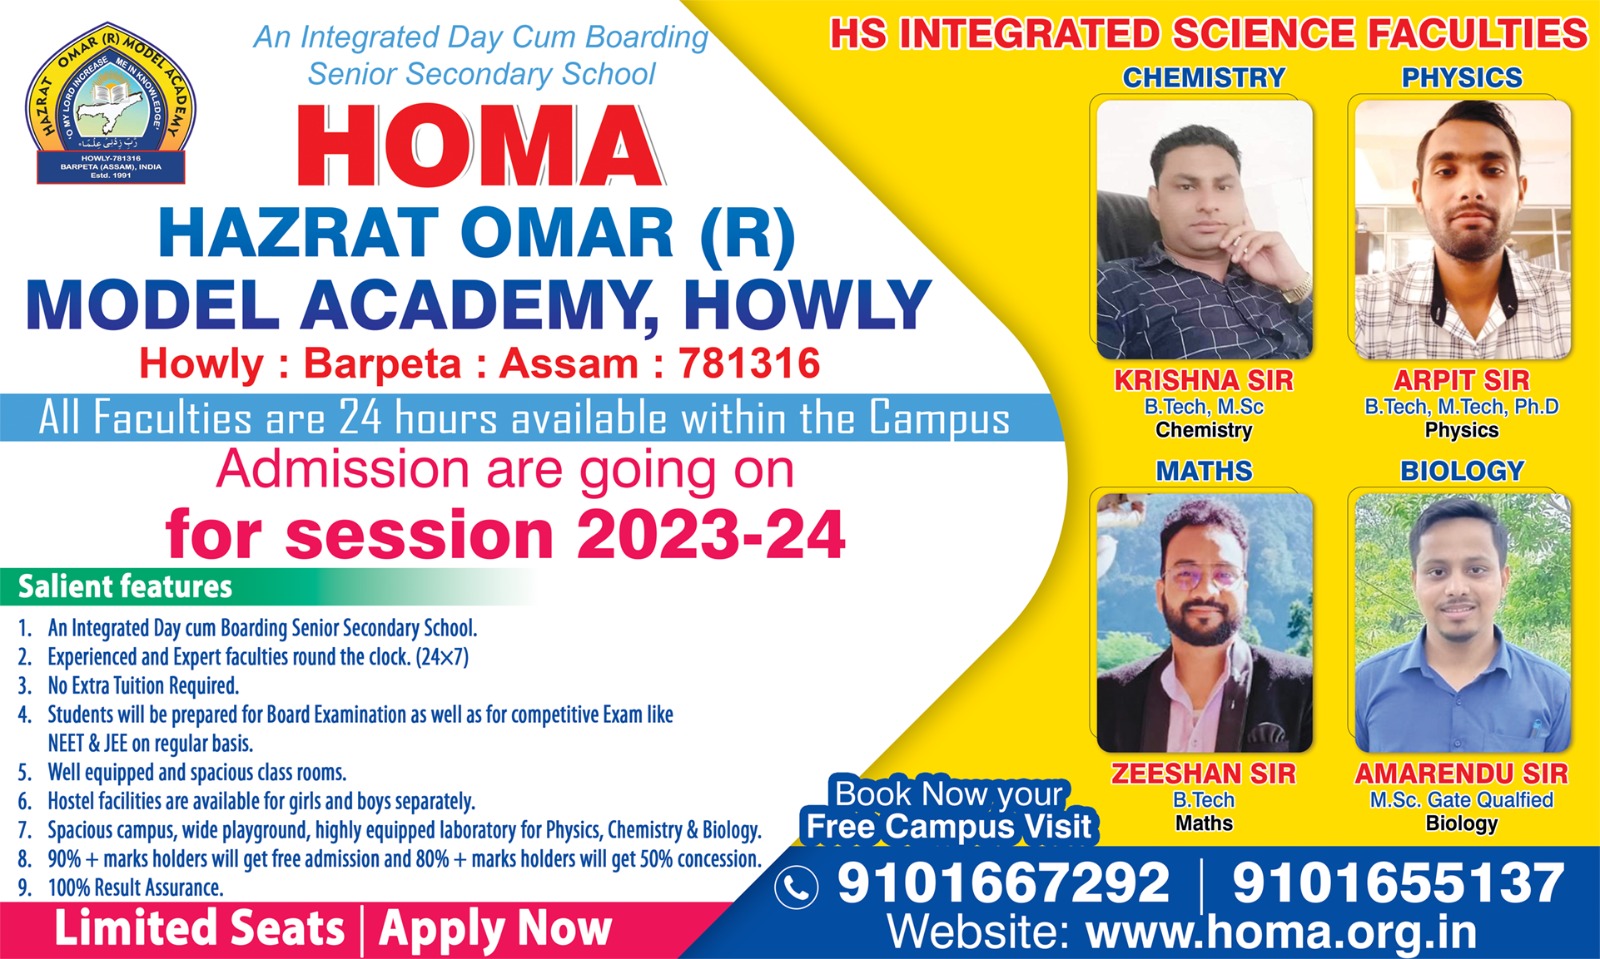 HAZRAT OMAR (R) MODEL ACADEMY
'O MY LORD INCREASE ME IN KNOWLEDGE'
رَبِّ زِدْنِي عِلْمًا
HOWLY-781316
BARPETA (ASSAM), INDIA
Estd. 1991
An Integrated Day Cum Boarding
Senior Secondary School
HOMA
HAZRAT OMAR (R)
MODEL ACADEMY, HOWLY
Howly : Barpeta : Assam : 781316
All Faculties are 24 hours available within the Campus
Admission are going on
for session 2023-24
Salient features
1. An Integrated Day cum Boarding Senior Secondary School.
2. Experienced and Expert faculties round the clock. (24×7)
3. No Extra Tuition Required.
4. Students will be prepared for Board Examination as well as for competitive Exam like
NEET & JEE on regular basis.
5. Well equipped and spacious class rooms.
6. Hostel facilities are available for girls and boys separately.
7. Spacious campus, wide playground, highly equipped laboratory for Physics, Chemistry & Biology.
8. 90% + marks holders will get free admission and 80% + marks holders will get 50% concession.
9. 100% Result Assurance.
Limited Seats | Apply Now
HS INTEGRATED SCIENCE FACULTIES
CHEMISTRY
KRISHNA SIR
B.Tech, M.Sc
Chemistry
PHYSICS
ARPIT SIR
B.Tech, M.Tech, Ph.D
Physics
MATHS
ZEESHAN SIR
B.Tech
Maths
BIOLOGY
AMARENDU SIR
M.Sc. Gate Qualfied
Biology
Book Now your
Free Campus Visit
9101667292 | 9101655137
Website: www.homa.org.in